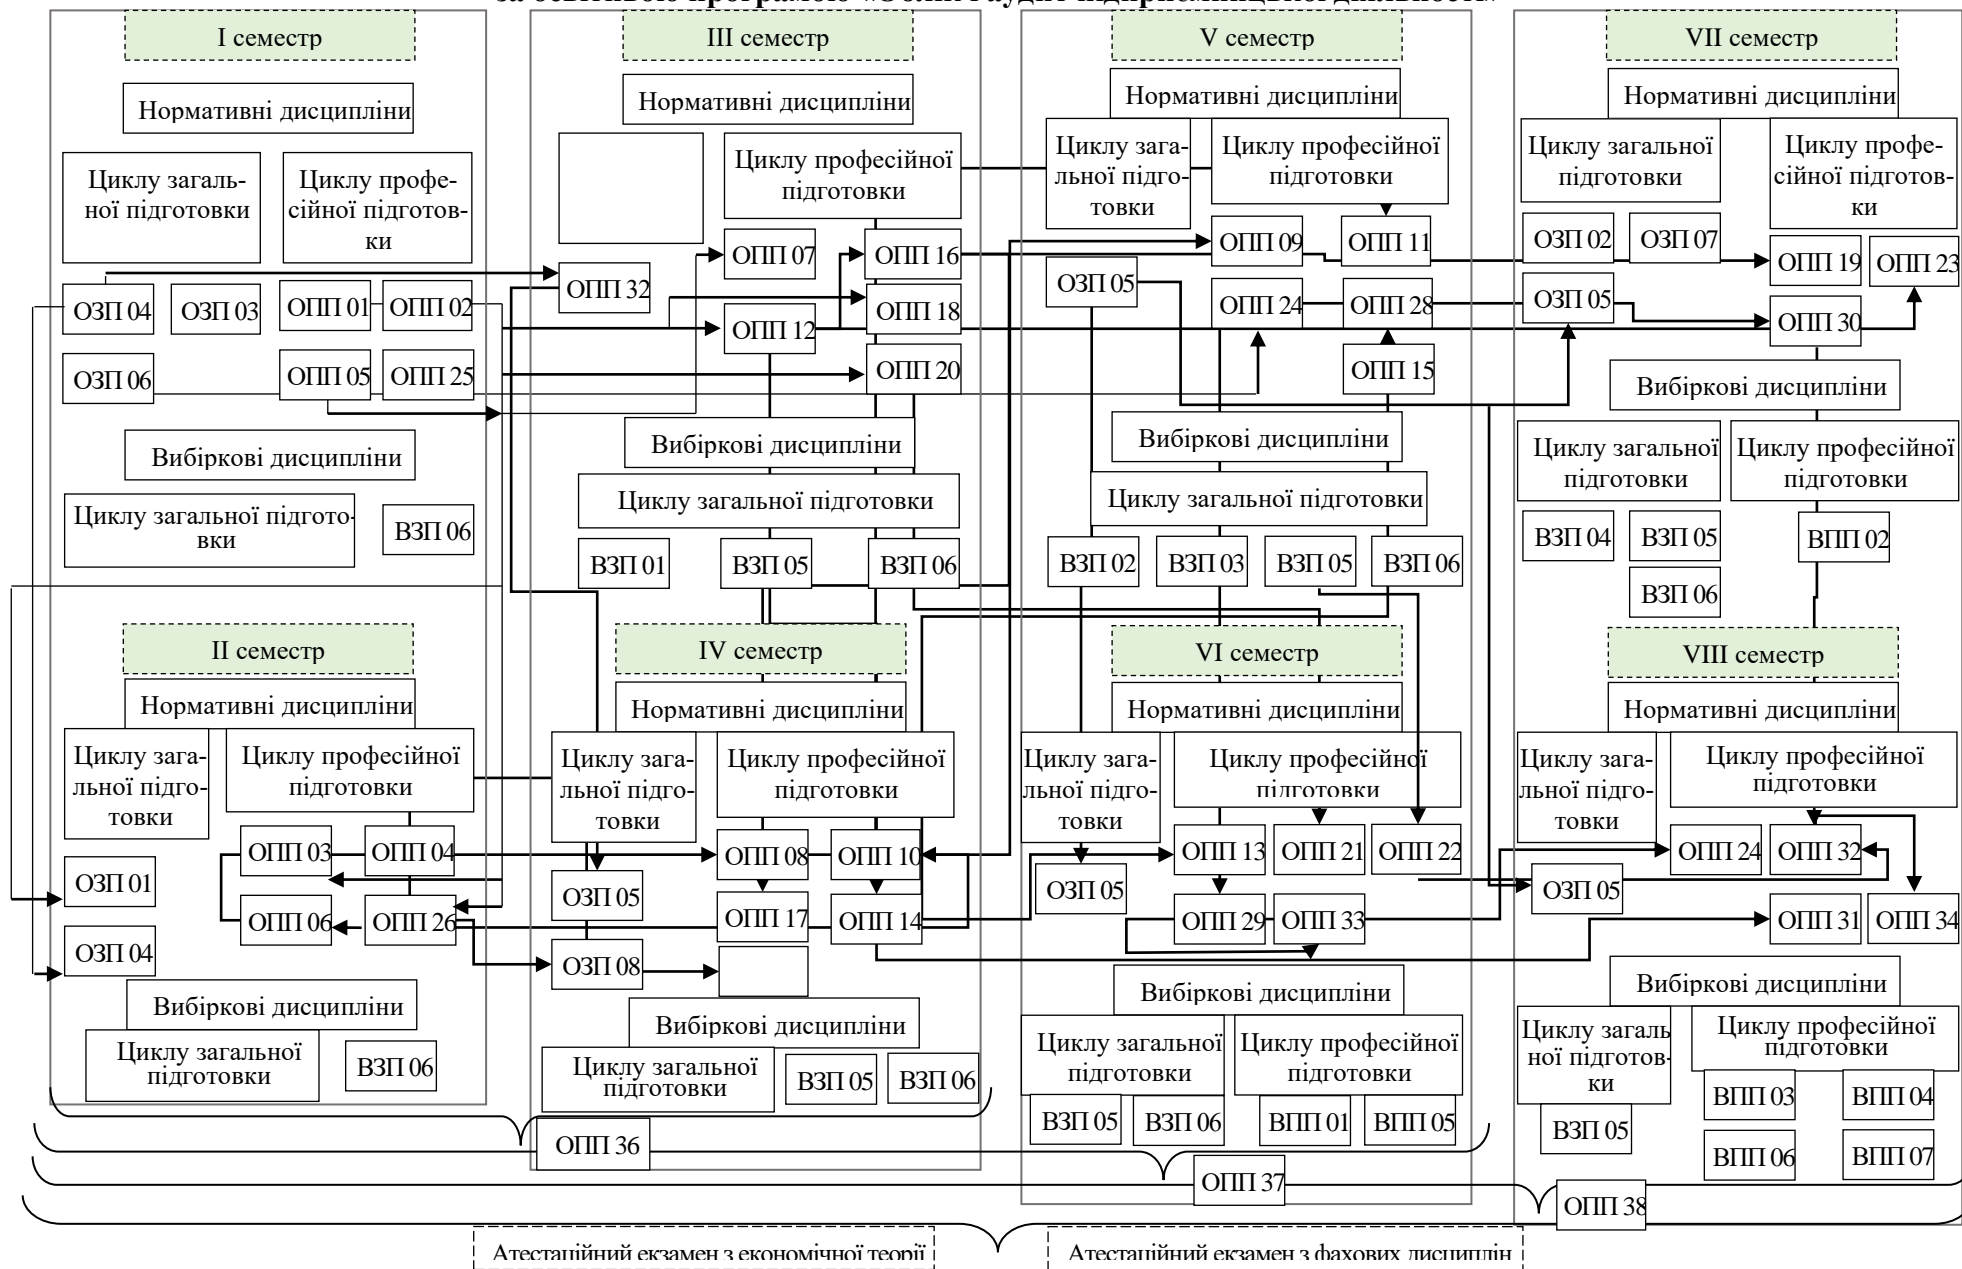 за освітньою програмою «Облік і аудит підприємницької діяльності»
I семестр
Нормативні дисципліни
Циклу загаль-
ної підготовки
Циклу профе-
сійної підготов-
ки
ОЗП 04
ОЗП 03
ОПП 01
ОПП 02
ОЗП 06
ОПП 05
ОПП 25
Вибіркові дисципліни
Циклу загальної підгото-
вки
ВЗП 06
II семестр
Нормативні дисципліни
Циклу зага-
льної підго-
товки
Циклу професійної
підготовки
ОПП 03
ОПП 04
ОЗП 01
ОПП 06
ОПП 26
ОЗП 04
Вибіркові дисципліни
Циклу загальної
підготовки
ВЗП 06
III семестр
Нормативні дисципліни
Циклу професійної
підготовки
ОПП 07
ОПП 16
ОПП 32
ОПП 12
ОПП 18
ОПП 20
Вибіркові дисципліни
Циклу загальної підготовки
ВЗП 01
ВЗП 05
ВЗП 06
IV семестр
Нормативні дисципліни
Циклу зага-
льної підго-
товки
Циклу професійної
підготовки
ОПП 08
ОПП 10
ОЗП 05
ОПП 17
ОПП 14
ОЗП 08
Вибіркові дисципліни
Циклу загальної
підготовки
ВЗП 05
ВЗП 06
V семестр
Нормативні дисципліни
Циклу зага-
льної підго-
товки
Циклу професійної
підготовки
ОПП 09
ОПП 11
ОЗП 05
ОПП 24
ОПП 28
ОПП 15
Вибіркові дисципліни
Циклу загальної підготовки
ВЗП 02
ВЗП 03
ВЗП 05
ВЗП 06
VI семестр
Нормативні дисципліни
Циклу зага-
льної підго-
товки
Циклу професійної
підготовки
ОПП 13
ОПП 21
ОПП 22
ОЗП 05
ОПП 29
ОПП 33
Вибіркові дисципліни
Циклу загальної
підготовки
Циклу професійної
підготовки
ВЗП 05
ВЗП 06
ВПП 01
ВПП 05
VII семестр
Нормативні дисципліни
Циклу загальної
підготовки
Циклу профе-
сійної підготов-
ки
ОЗП 02
ОЗП 07
ОПП 19
ОПП 23
ОЗП 05
ОПП 30
Вибіркові дисципліни
Циклу загальної
підготовки
Циклу професійної
підготовки
ВЗП 04
ВЗП 05
ВПП 02
ВЗП 06
VIII семестр
Нормативні дисципліни
Циклу зага-
льної підго-
товки
Циклу професійної
підготовки
ОПП 24
ОПП 32
ОЗП 05
ОПП 31
ОПП 34
Вибіркові дисципліни
Циклу загаль
ної підготов-
ки
Циклу професійної
підготовки
ВПП 03
ВПП 04
ВЗП 05
ВПП 06
ВПП 07
ОПП 36
ОПП 37
ОПП 38
Атестаційний екзамен з економічної теорії
Атестаційний екзамен з фахових дисциплін